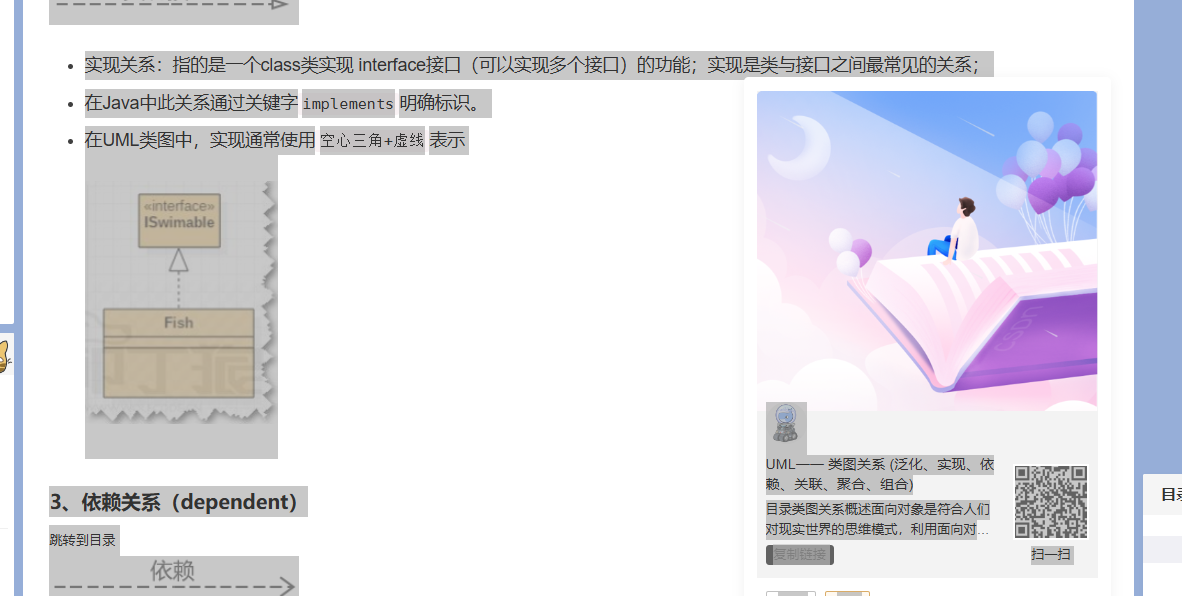 实现关系：指的是一个class类实现 interface接口（可以实现多个接口）的功能；实现是类与接口之间最常见的关系；
在Java中此关系通过关键字 implements 明确标识。
在UML类图中，实现通常使用 空心三角+虚线 表示
«interface»
ISwimable
Fish
3、依赖关系（dependent）
跳转到目录
依赖
UML—— 类图关系 (泛化、实现、依
赖、关联、聚合、组合)
目录类图关系概述面向对象是符合人们
对现实世界的思维模式，利用面向对...
复制链接
扫一扫
目录